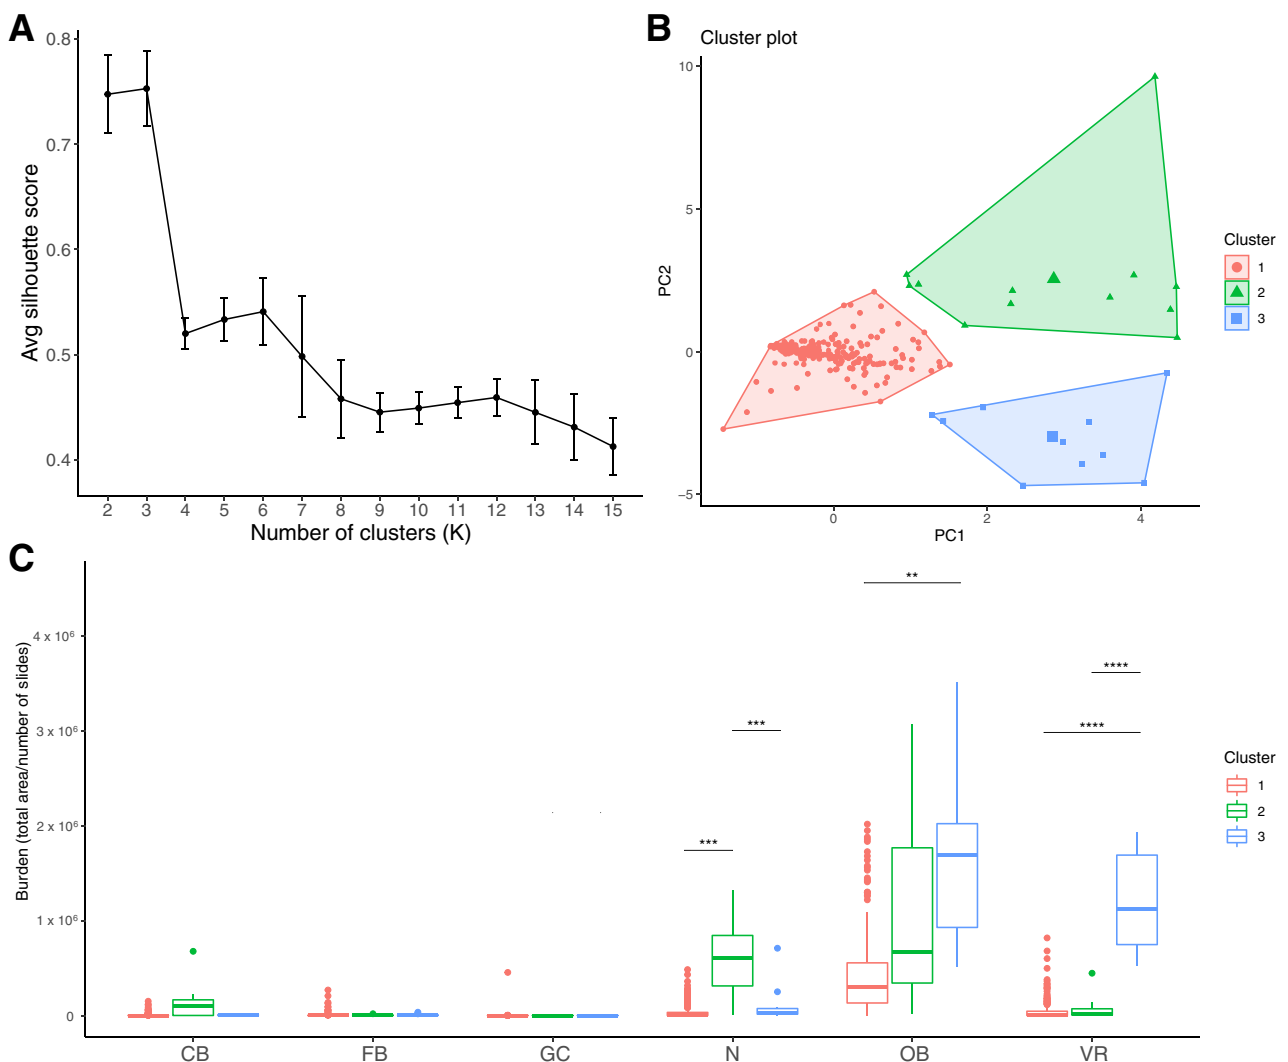 A
0.8
0.7
0.6
0.5
0.4
Avg silhouette score
2 3 4 5 6 7 8 9 10 11 12 13 14 15
Number of clusters (K)
B
Cluster plot
10
5
0
−5
PC2
0 2 4
PC1
Cluster
1
2
3
C
Burden (total area/number of slides)
4 x 10⁶
3 x 10⁶
2 x 10⁶
1 x 10⁶
0
**
****
***
****
***
CB FB GC N OB VR
Cluster
1
2
3